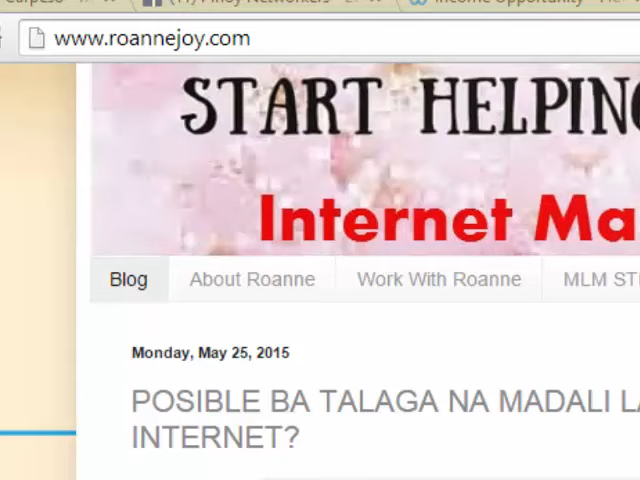 www.roannejoy.com
START HELPING
Internet Ma
Blog About Roanne Work With Roanne MLM ST
Monday, May 25, 2015
POSIBLE BA TALAGA NA MADALI LA
INTERNET?